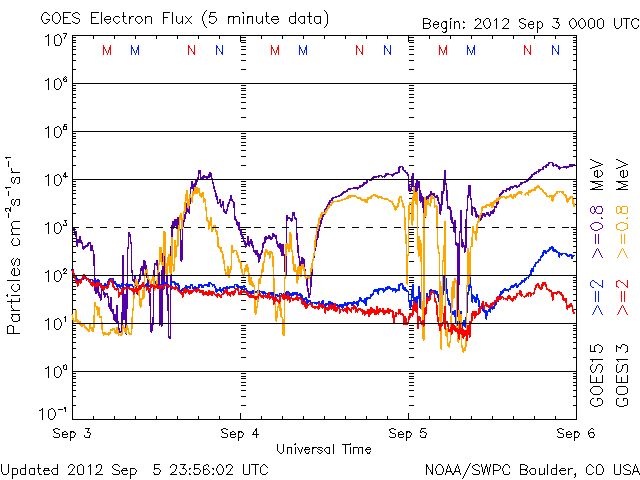 GOES Electron Flux (5 minute data)
Begin: 2012 Sep 3 0000 UTC
M M N N M M N N M M N N
10⁷
10⁶
10⁵
10⁴
10³
10²
10¹
10⁰
10⁻¹
Particles cm⁻²s⁻¹sr⁻¹
Sep 3 Sep 4 Sep 5 Sep 6
Universal Time
GOES15 >=2 >=0.8 MeV
GOES13 >=2 >=0.8 MeV
Updated 2012 Sep 5 23:56:02 UTC
NOAA/SWPC Boulder, CO USA